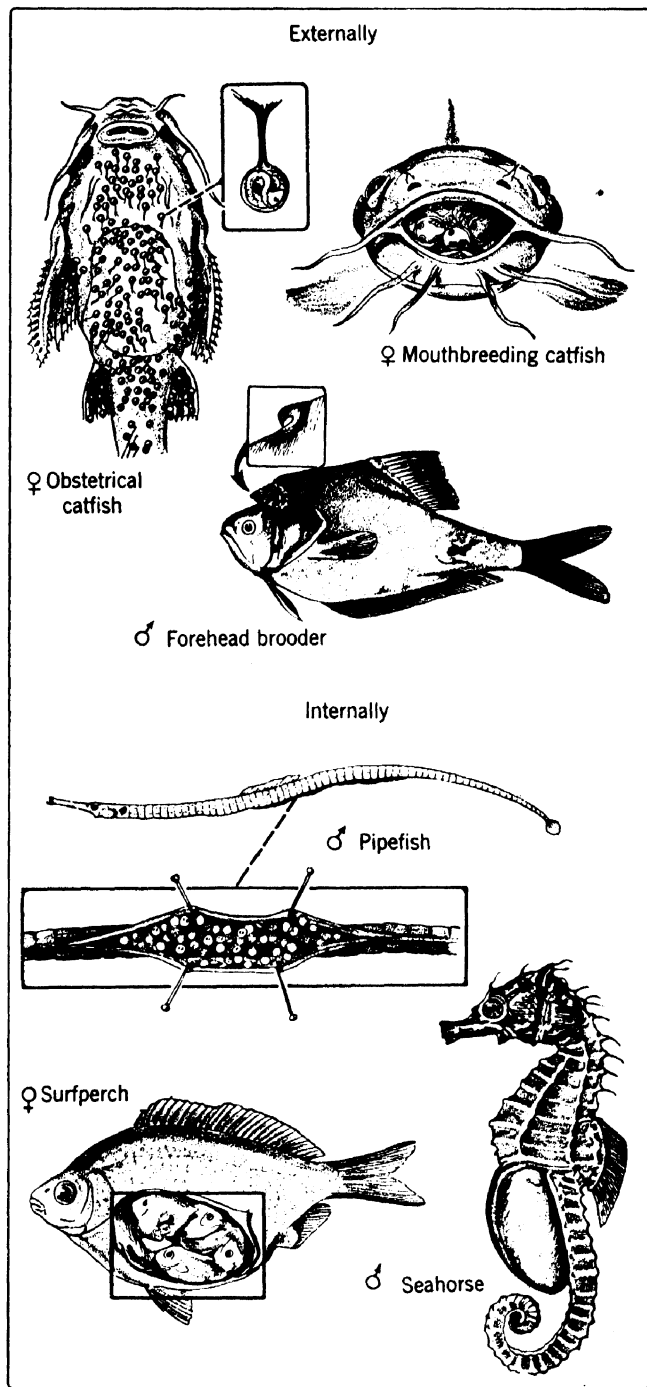 Externally
♀ Mouthbreeding catfish
♀ Obstetrical
catfish
♂ Forehead brooder
Internally
♂ Pipefish
♀ Surfperch
♂ Seahorse